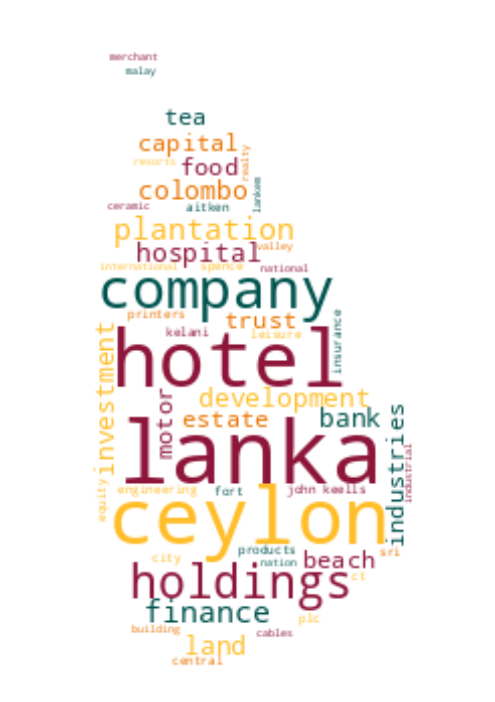 merchant
malay
tea
capital
resorts
food
realty
colombo
lankem
ceramic
aitken
plantation
hospital
valley
international
spence
national
company
printers
trust
insurance
kelani
leisure
hotel
investment
development
motor
estate
bank
industries
lanka
industrial
equity
engineering
fort
john keells
ceylon
products
sri
city
nation
beach
holdings
ct
finance
plc
building
cables
land
central